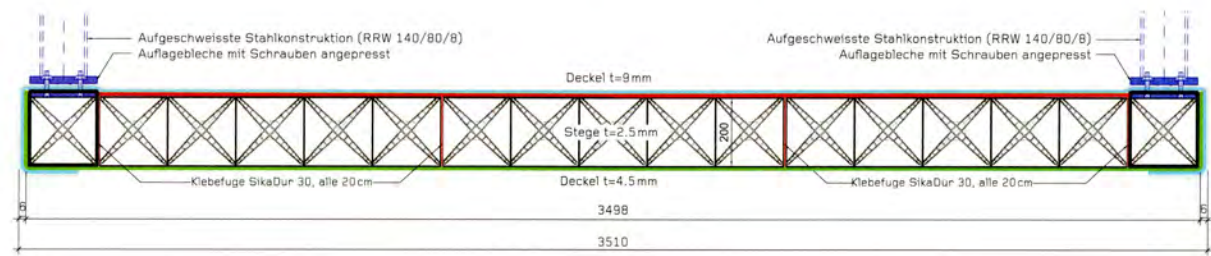 Aufgeschweisste Stahlkonstruktion (RRW 140/80/8)
Auflagebleche mit Schrauben angepresst
Aufgeschweisste Stahlkonstruktion (RRW 140/80/8)
Auflagebleche mit Schrauben angepresst
Deckel t=9mm
Stege t=2.5mm
200
Klebefuge SikaDur 30, alle 20cm
Deckel t=4.5mm
Klebefuge SikaDur 30, alle 20cm
6
3498
6
3510